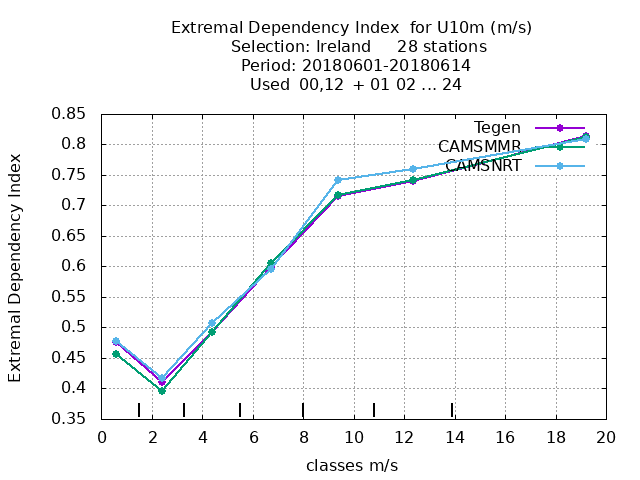 Extremal Dependency Index  for U10m (m/s)
Selection: Ireland     28 stations
Period: 20180601-20180614
Used  00,12  + 01 02 ... 24
Extremal Dependency Index
0.85
0.8
0.75
0.7
0.65
0.6
0.55
0.5
0.45
0.4
0.35
Tegen
CAMSMMR
CAMSNRT
0 2 4 6 8 10 12 14 16 18 20
classes m/s